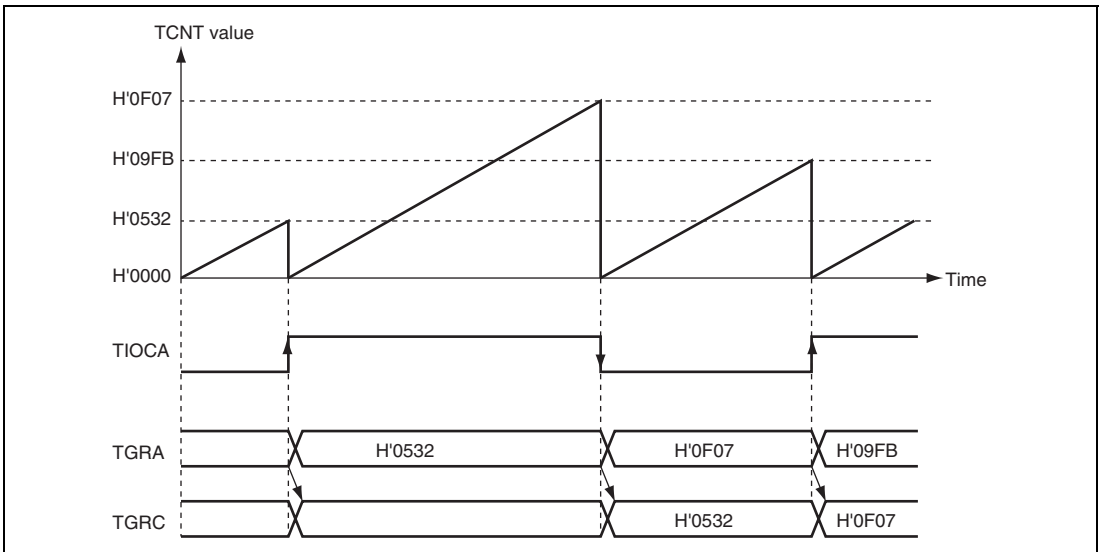 TCNT value
H'0F07
H'09FB
H'0532
H'0000
Time
TIOCA
TGRA
H'0532
H'0F07
H'09FB
TGRC
H'0532
H'0F07